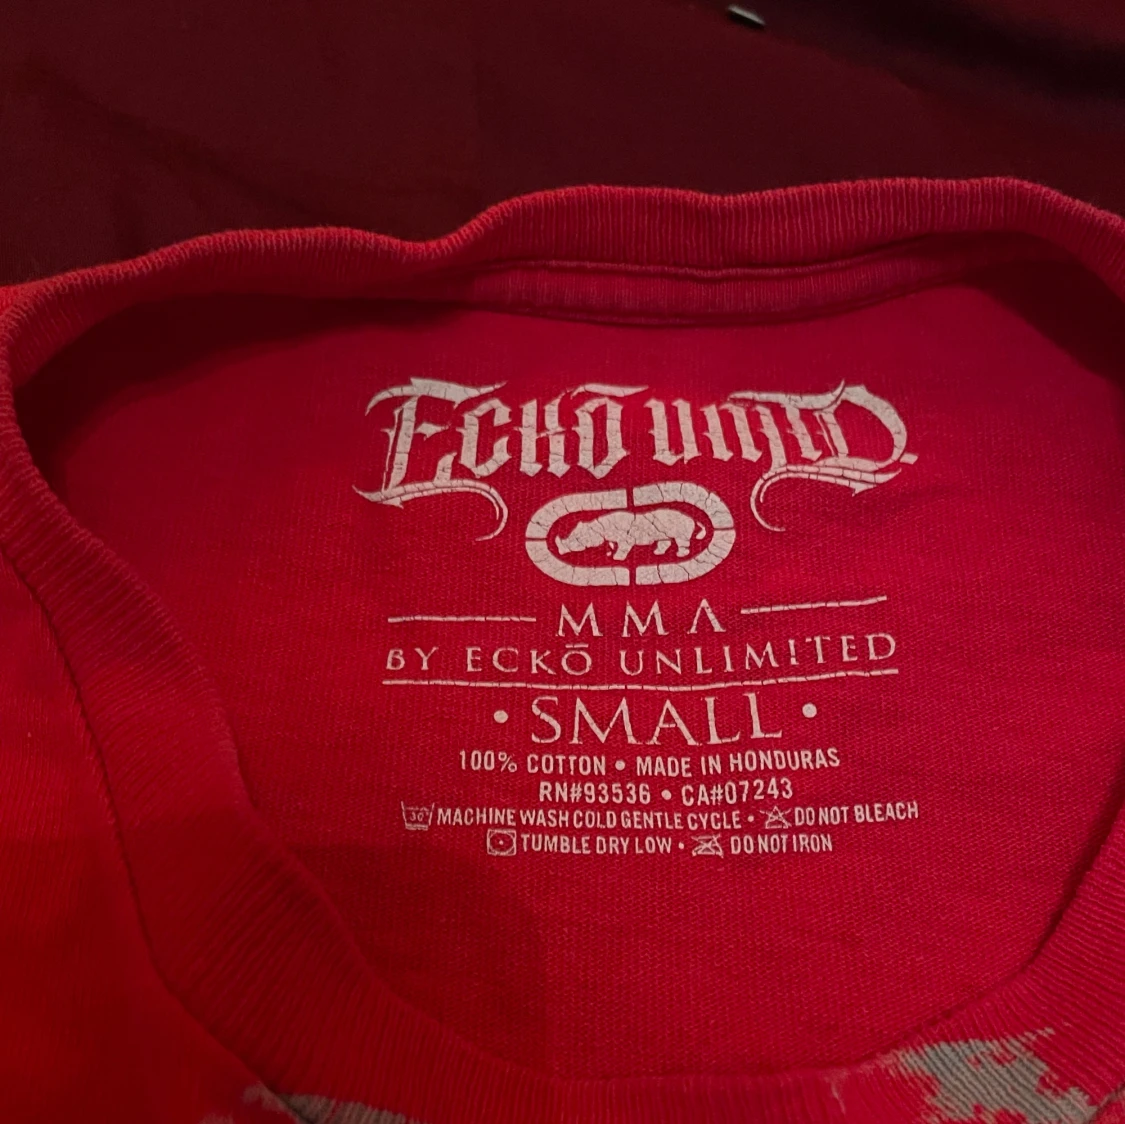 ECKŌ UNLTD.
MMA
BY ECKŌ UNLIMITED
• SMALL •
100% COTTON • MADE IN HONDURAS
RN#93536 • CA#07243
30° MACHINE WASH COLD GENTLE CYCLE • DO NOT BLEACH
TUMBLE DRY LOW • DO NOT IRON